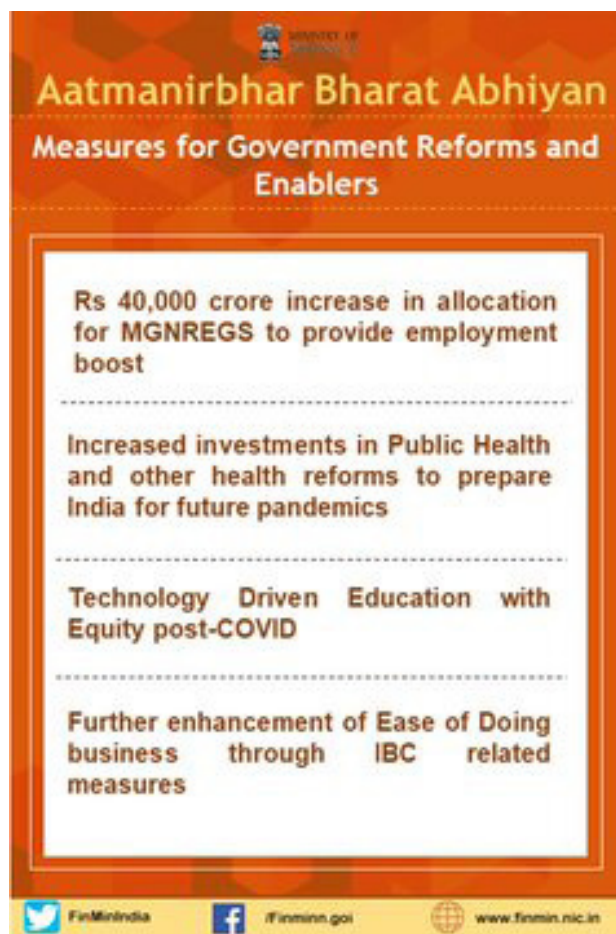 MINISTRY OF
FINANCE
Aatmanirbhar Bharat Abhiyan
Measures for Government Reforms and
Enablers
Rs 40,000 crore increase in allocation
for MGNREGS to provide employment
boost
Increased investments in Public Health
and other health reforms to prepare
India for future pandemics
Technology Driven Education with
Equity post-COVID
Further enhancement of Ease of Doing
business through IBC related
measures
FinMinIndia
/Finminn.goi
www.finmin.nic.in